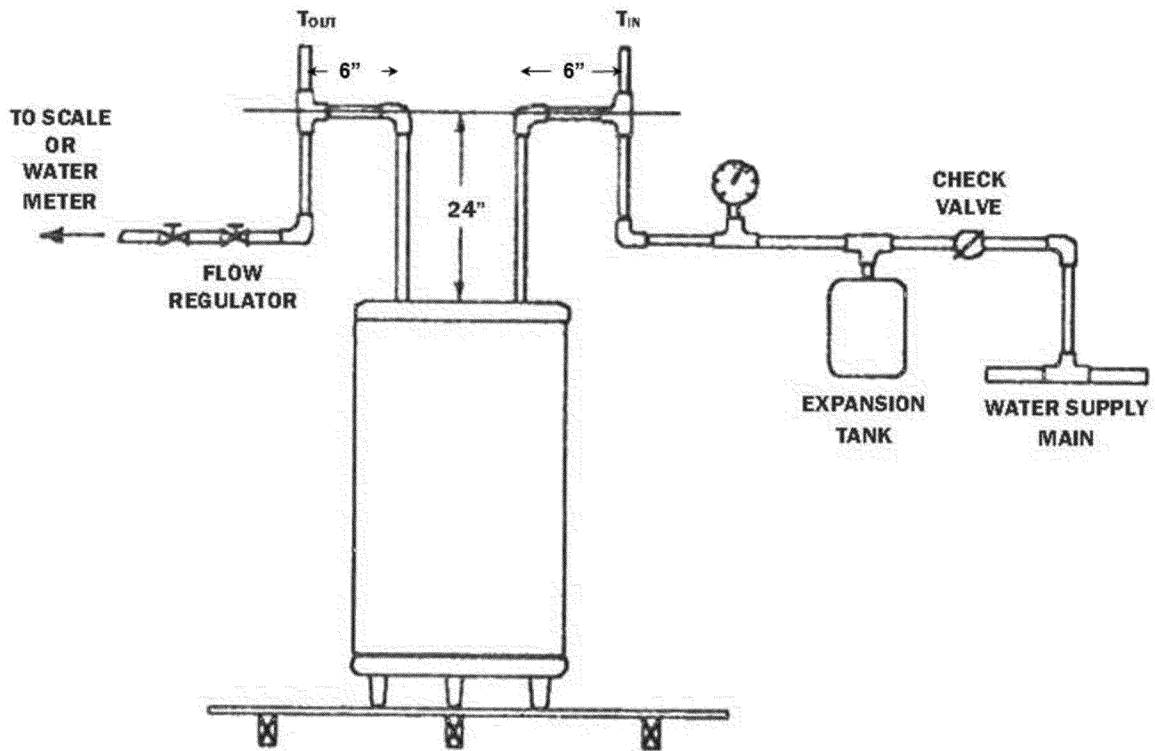 TOUT
TIN
6”
6”
TO SCALE
OR
WATER
METER
24"
FLOW
REGULATOR
CHECK
VALVE
EXPANSION
TANK
WATER SUPPLY
MAIN